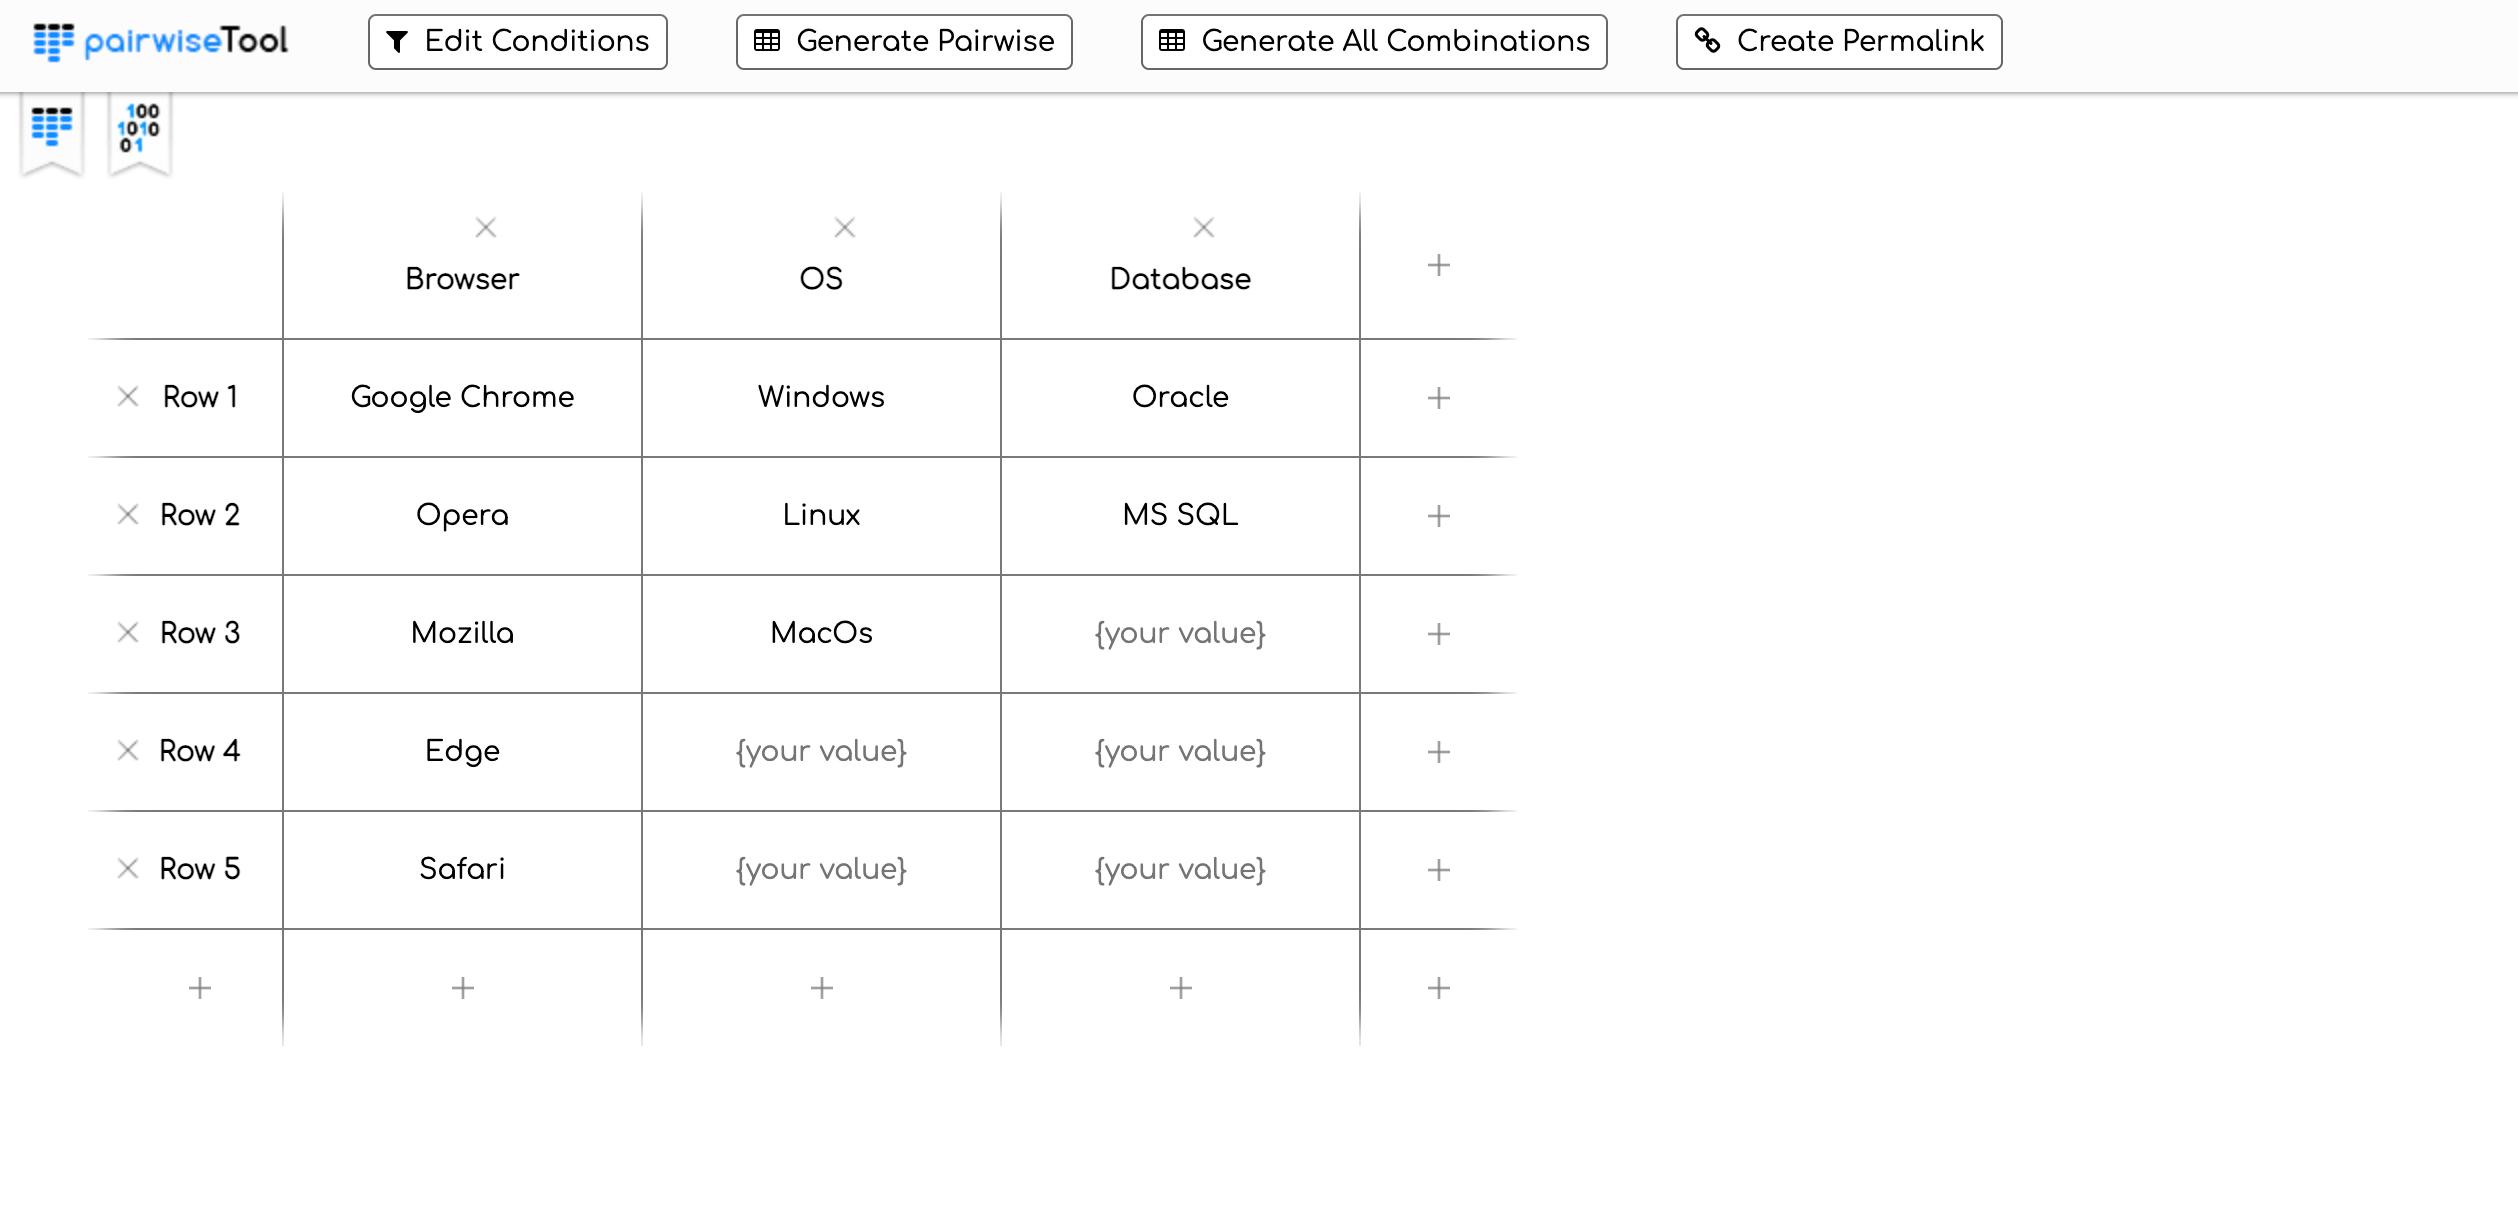 pairwiseTool Edit Conditions Generate Pairwise Generate All Combinations Create Permalink
100
1010
01
Browser OS Database
Row 1 Google Chrome Windows Oracle
Row 2 Opera Linux MS SQL
Row 3 Mozilla MacOs {your value}
Row 4 Edge {your value} {your value}
Row 5 Safari {your value} {your value}